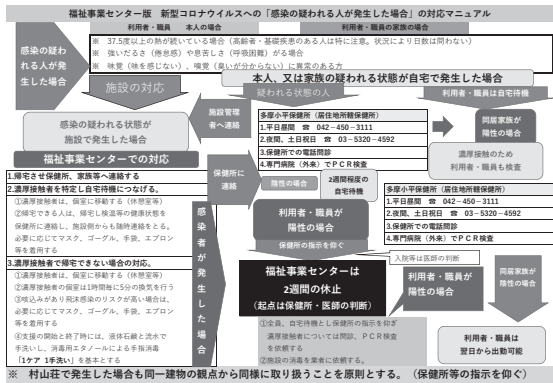 福祉事業センター版　新型コロナウイルスへの「感染の疑われる人が発生した場合」の対応マニュアル
利用者・職員　本人の場合
利用者・職員の家族の場合
感染の疑わ
れる人が発
生した場合
※　37.5度以上の熱が続いている場合（高齢者・基礎疾患のある人は特に注意。状況により日数は問わない）
※　強いだるさ（倦怠感）や息苦しさ（呼吸困難）がる場合
※　味覚（味を感じない）、嗅覚（臭いが分からない）に異常のある方
本人、又は家族の疑われる状態が自宅で発生した場合
施設の対応
疑われる状態の人
利用者・職員は自宅待機
感染の疑われる状態が
施設で発生した場合
施設管理
者へ連絡
多摩小平保健所（居住地所轄保健所）
1.平日昼間　☎　042－450－3111
2.夜間、土日祝日　☎　03－5320－4592
3.保健所での電話問診
4.専門病院（外来）でＰＣＲ検査
同居家族が
陽性の場合
濃厚接触のため
利用者・職員も検査
福祉事業センターでの対応
1.帰宅させ保健所、家族等へ連絡する
2.濃厚接触者を特定し自宅待機につなげる。
①濃厚接触者は、個室に移動する（休憩室等）
②帰宅できる人は、帰宅し検温等の健康状態を
保健所に連絡し、施設側からも随時連絡をとる。
必要に応じてマスク、ゴーグル、手袋、エプロン
等を着用する
3.濃厚接触者で帰宅できない場合の対応。
①濃厚接触者は、個室に移動する（休憩室等）
②濃厚接触者の個室は1時間毎に5分の換気を行う
③咳込みがあり飛沫感染のリスクが高い場合は、
必要に応じてマスク、ゴーグル、手袋、エプロン
等を着用する
④支援の開始と終了時には、液体石鹸と流水で
手洗いし、消毒用エタノールによる手指消毒
「1ケア 1手洗い」を基本とする
保健所に
連絡
陽性の場合
2週間程度の
自宅待機
感染者が発生した場合
利用者・職員が
陽性の場合
保健所の指示を仰ぐ
福祉事業センターは
2週間の休止
（起点は保健所・医師の判断）
①全員、自宅待機とし保健所の指示を仰ぎ
濃厚接触者については問診、ＰＣＲ検査
を依頼する
②施設の消毒を業者に依頼する。
多摩小平保健所（居住地所轄保健所）
1.平日昼間　☎　042－450－3111
2.夜間、土日祝日　☎　03－5320－4592
3.保健所での電話問診
4.専門病院（外来）でＰＣＲ検査
入院等は医師の判断
利用者・職員が
陽性の場合
同居家族が
陰性の場合
利用者・職員は
翌日から出勤可能
※　村山荘で発生した場合も同一建物の観点から同様に取り扱うことを原則とする。（保健所等の指示を仰ぐ）